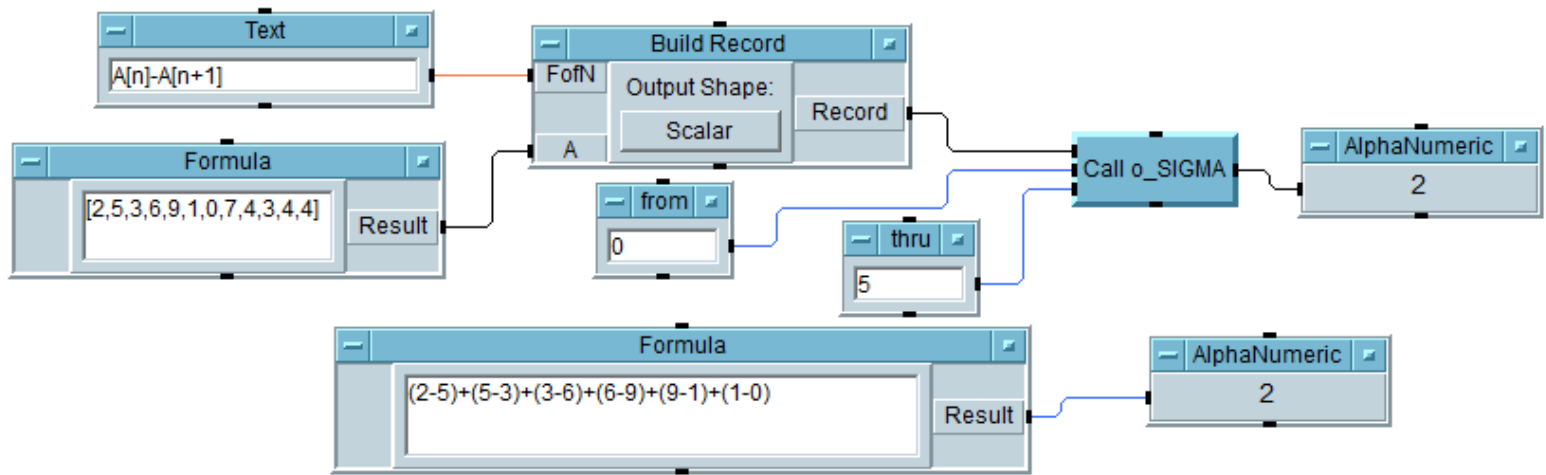 Text
A[n]-A[n+1]
Build Record
FofN
Output Shape:
Scalar
A
Record
Formula
[2,5,3,6,9,1,0,7,4,3,4,4]
Result
from
0
thru
5
Call o_SIGMA
AlphaNumeric
2
Formula
(2-5)+(5-3)+(3-6)+(6-9)+(9-1)+(1-0)
Result
AlphaNumeric
2